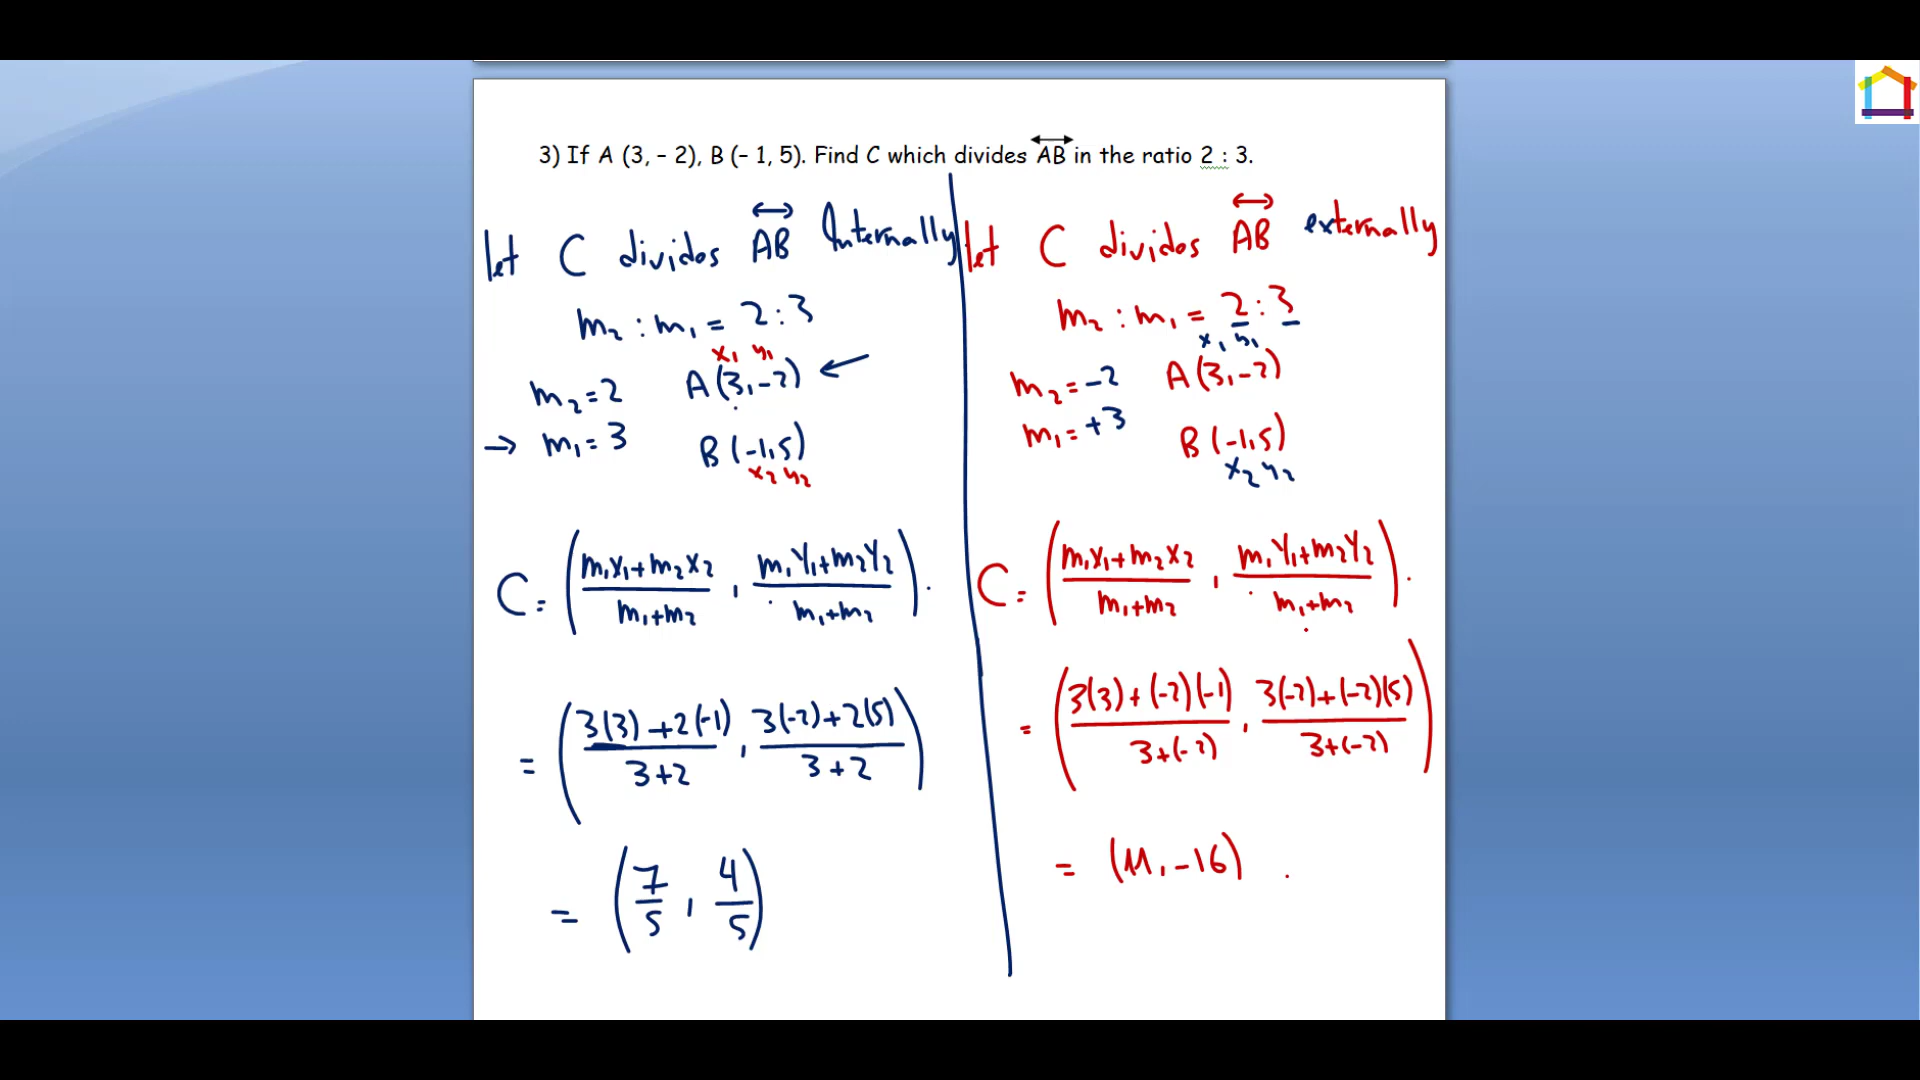 3) If A (3, – 2), B (– 1, 5). Find C which divides AB in the ratio 2 : 3.
let C divides AB Internally
m₂ : m₁ = 2 : 3
x₁ y₁
m₂ = 2 A (3, -2) ←
→ m₁ = 3 B (-1, 5)
x₂ y₂
C = ( (m₁x₁+m₂x₂)/(m₁+m₂) , (m₁y₁+m₂y₂)/(m₁+m₂) ) .
= ( (3(3)+2(-1))/(3+2) , (3(-2)+2(5))/(3+2) )
= ( 7/5 , 4/5 )
let C divides AB externally
m₂ : m₁ = 2 : 3
x₁ y₁
m₂ = -2 A (3, -2)
m₁ = +3 B (-1, 5)
x₂ y₂
C = ( (m₁x₁+m₂x₂)/(m₁+m₂) , (m₁y₁+m₂y₂)/(m₁+m₂) ) .
= ( (3(3)+(-2)(-1))/(3+(-2)) , (3(-2)+(-2)(5))/(3+(-2)) )
= (11, -16) .